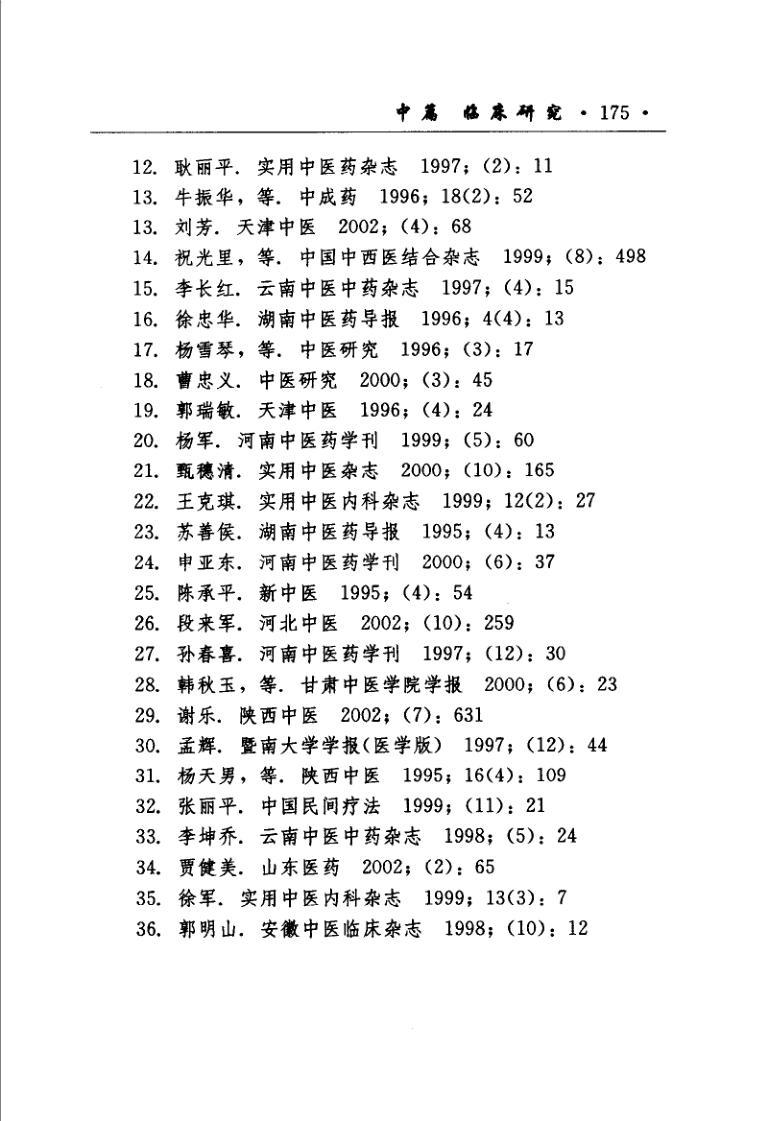 中篇 临床研究 · 175 ·
12. 耿丽平. 实用中医药杂志 1997; (2): 11
13. 牛振华, 等. 中成药 1996; 18(2): 52
13. 刘芳. 天津中医 2002; (4): 68
14. 祝光里, 等. 中国中西医结合杂志 1999; (8): 498
15. 李长红. 云南中医中药杂志 1997; (4): 15
16. 徐忠华. 湖南中医药导报 1996; 4(4): 13
17. 杨雪琴, 等. 中医研究 1996; (3): 17
18. 曹忠义. 中医研究 2000; (3): 45
19. 郭瑞敏. 天津中医 1996; (4): 24
20. 杨军. 河南中医药学刊 1999; (5): 60
21. 甄穗清. 实用中医杂志 2000; (10): 165
22. 王克琪. 实用中医内科杂志 1999; 12(2): 27
23. 苏善侯. 湖南中医药导报 1995; (4): 13
24. 申亚东. 河南中医药学刊 2000; (6): 37
25. 陈承平. 新中医 1995; (4): 54
26. 段来军. 河北中医 2002; (10): 259
27. 孙春喜. 河南中医药学刊 1997; (12): 30
28. 韩秋玉, 等. 甘肃中医学院学报 2000; (6): 23
29. 谢乐. 陕西中医 2002; (7): 631
30. 孟辉. 暨南大学学报(医学版) 1997; (12): 44
31. 杨天男, 等. 陕西中医 1995; 16(4): 109
32. 张丽平. 中国民间疗法 1999; (11): 21
33. 李坤乔. 云南中医中药杂志 1998; (5): 24
34. 贾健美. 山东医药 2002; (2): 65
35. 徐军. 实用中医内科杂志 1999; 13(3): 7
36. 郭明山. 安徽中医临床杂志 1998; (10): 12